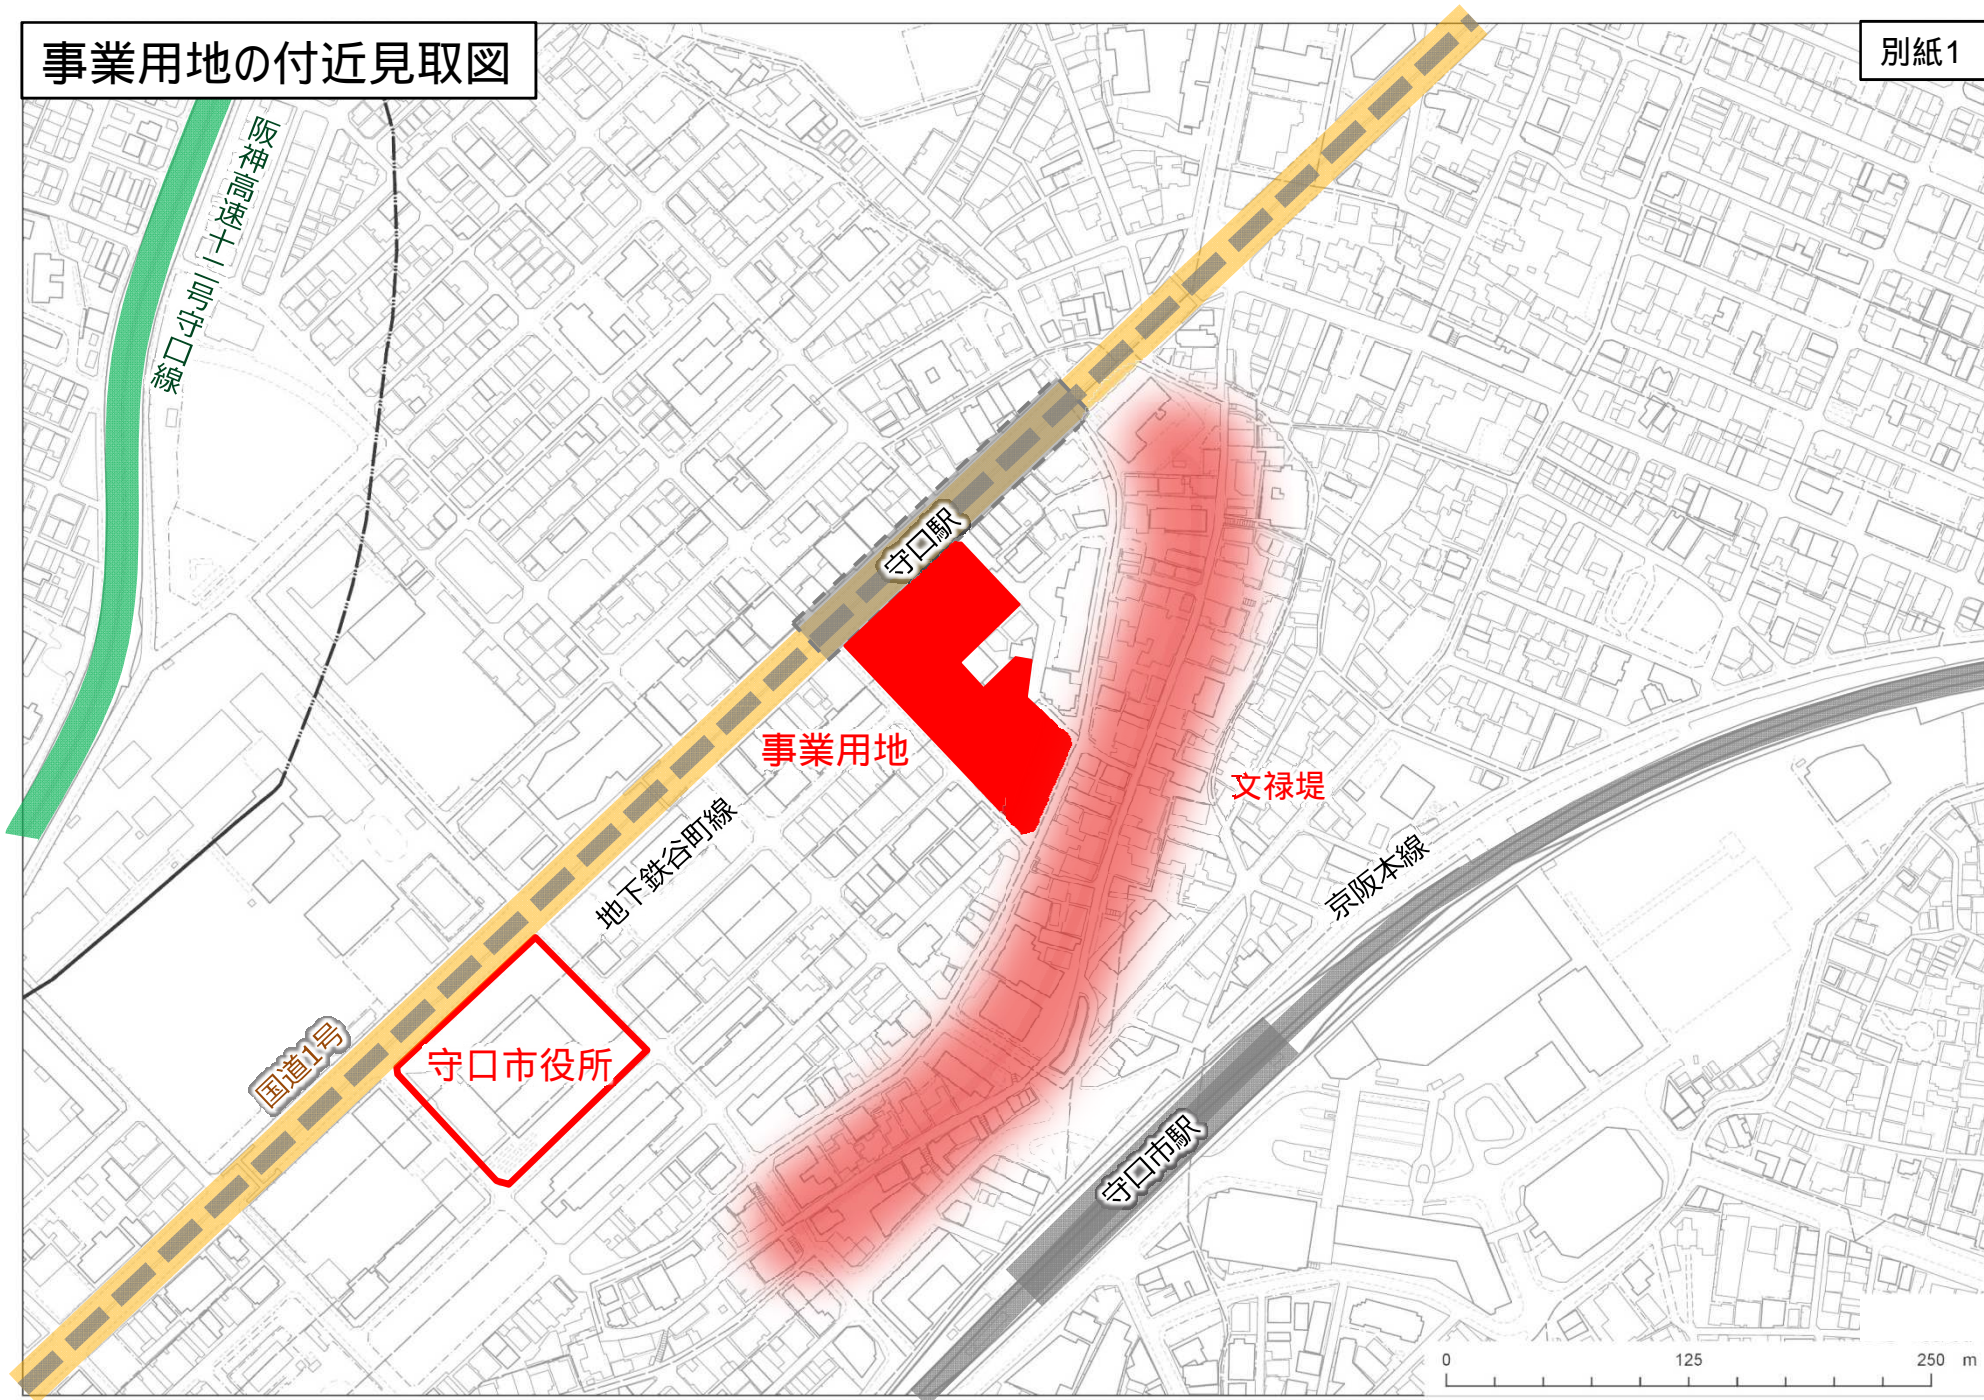 事業用地の付近見取図
別紙1
阪神高速十二号守口線
守口駅
事業用地
文禄堤
地下鉄谷町線
京阪本線
国道1号
守口市役所
守口市駅
0 125 250 m